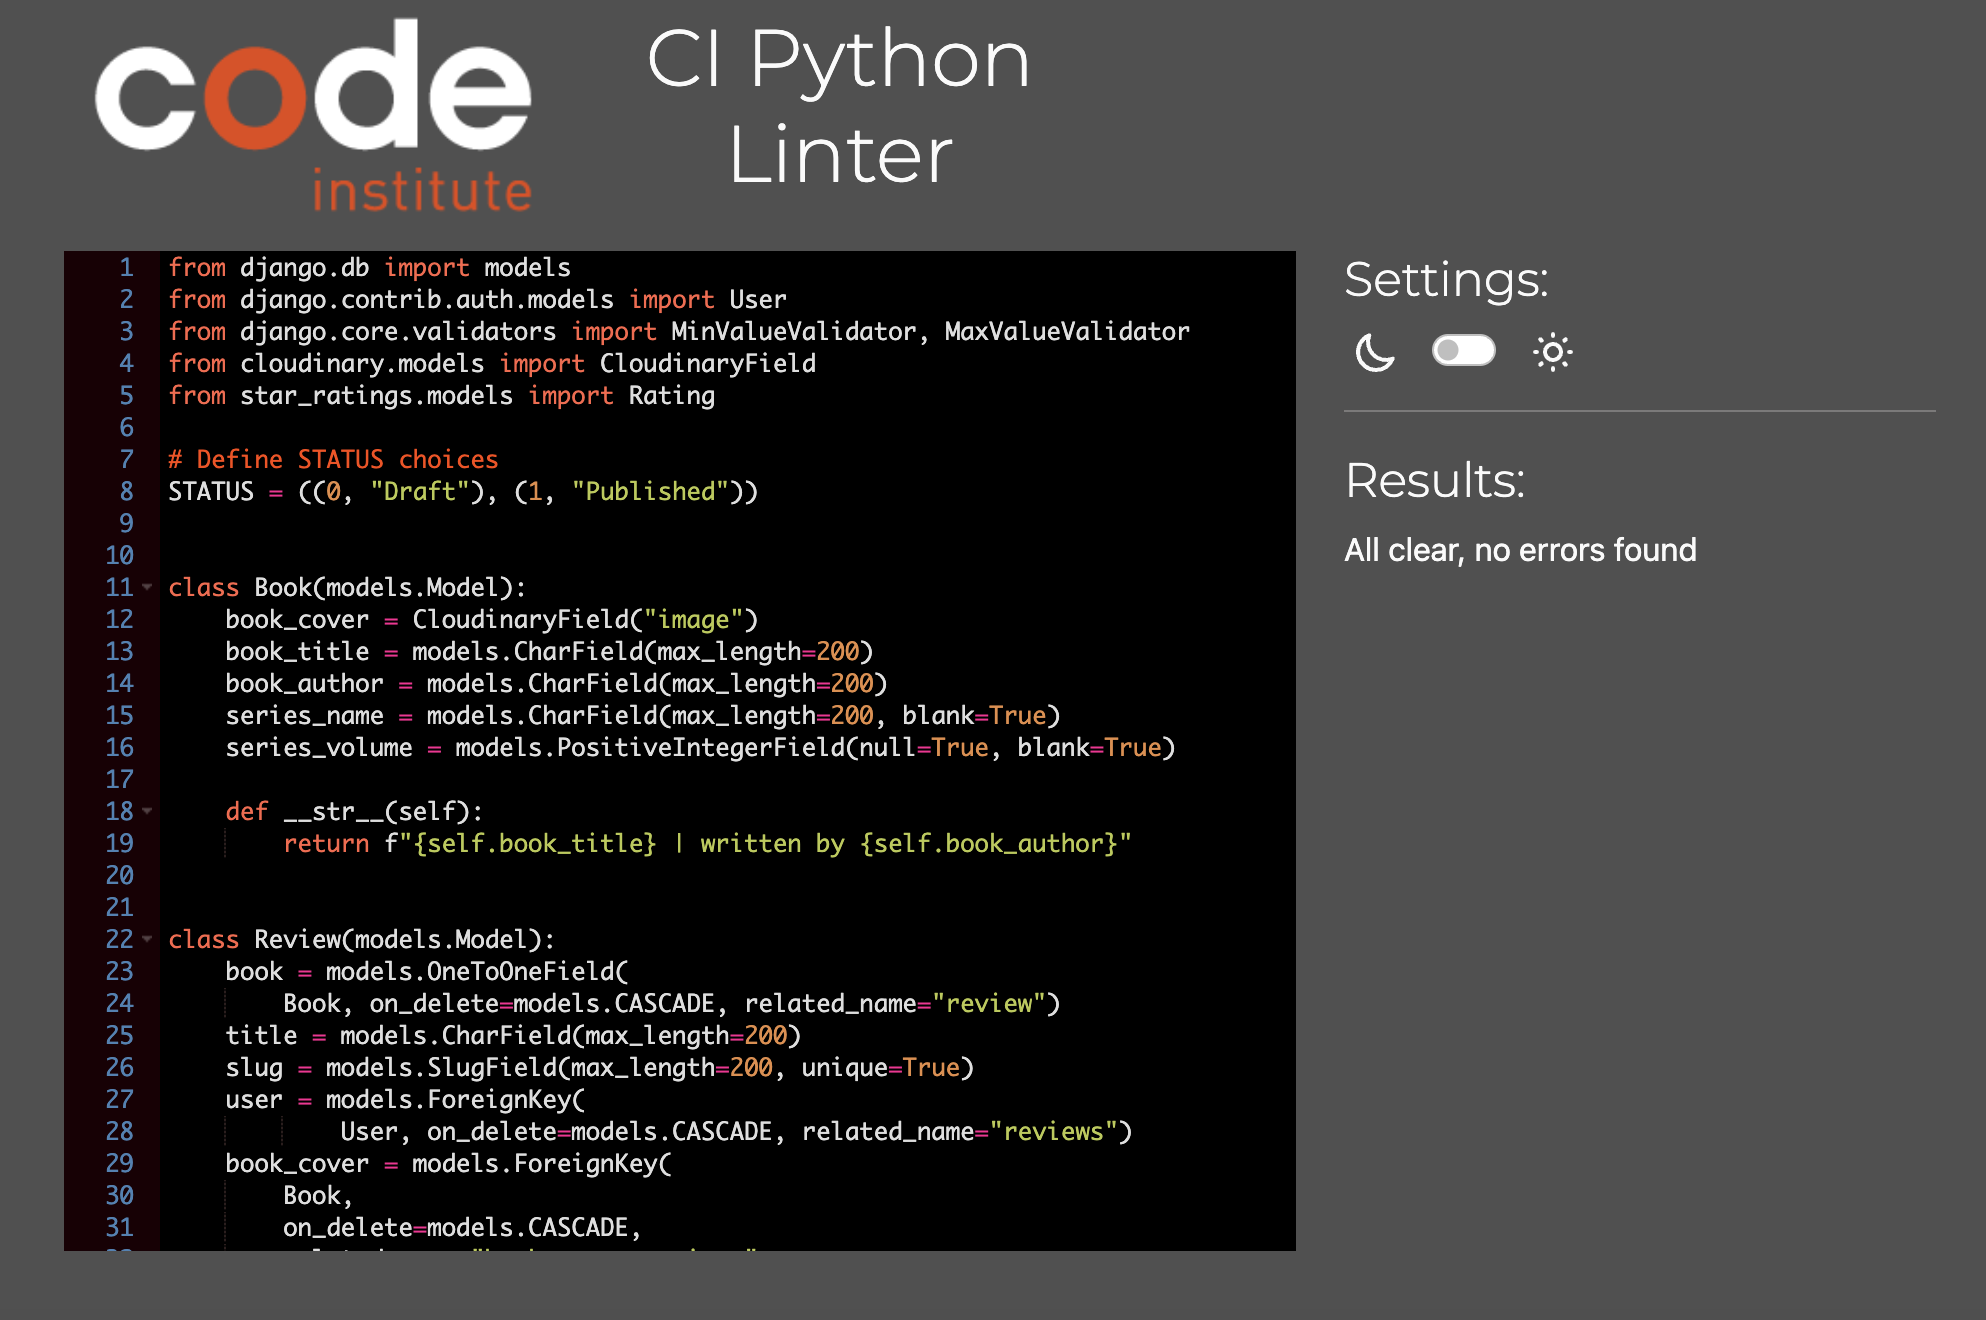 code
institute
CI Python
Linter
1 from django.db import models
2 from django.contrib.auth.models import User
3 from django.core.validators import MinValueValidator, MaxValueValidator
4 from cloudinary.models import CloudinaryField
5 from star_ratings.models import Rating
6
7 # Define STATUS choices
8 STATUS = ((0, "Draft"), (1, "Published"))
9
10
11 class Book(models.Model):
12     book_cover = CloudinaryField("image")
13     book_title = models.CharField(max_length=200)
14     book_author = models.CharField(max_length=200)
15     series_name = models.CharField(max_length=200, blank=True)
16     series_volume = models.PositiveIntegerField(null=True, blank=True)
17
18     def __str__(self):
19         return f"{self.book_title} | written by {self.book_author}"
20
21
22 class Review(models.Model):
23     book = models.OneToOneField(
24         Book, on_delete=models.CASCADE, related_name="review")
25     title = models.CharField(max_length=200)
26     slug = models.SlugField(max_length=200, unique=True)
27     user = models.ForeignKey(
28             User, on_delete=models.CASCADE, related_name="reviews")
29     book_cover = models.ForeignKey(
30         Book,
31         on_delete=models.CASCADE,
Settings:
Results:
All clear, no errors found